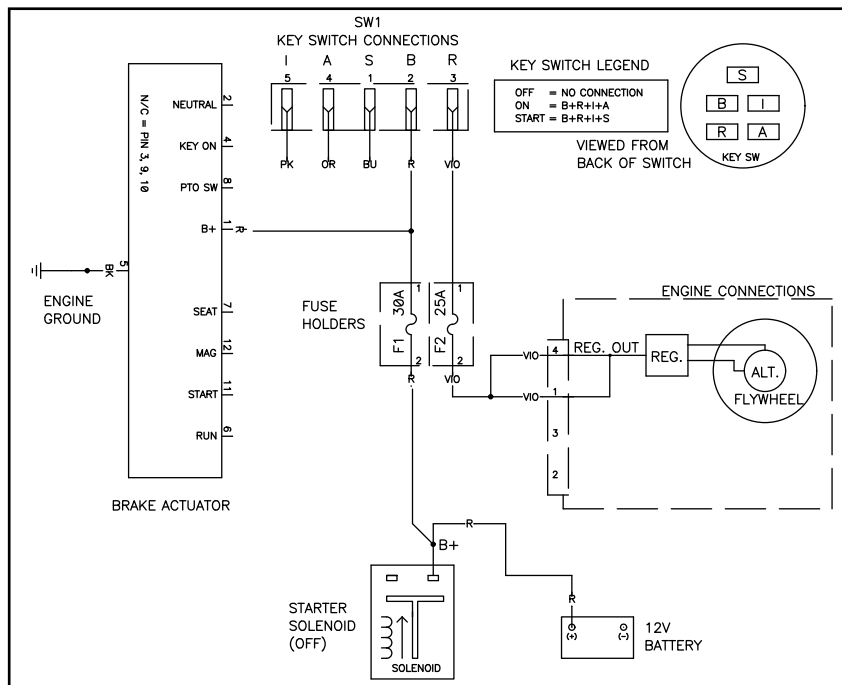 SW1
KEY SWITCH CONNECTIONS
I A S B R
5 4 1 2 3
PK OR BU R VIO
KEY SWITCH LEGEND
OFF = NO CONNECTION
ON = B+R+I+A
START = B+R+I+S
VIEWED FROM
BACK OF SWITCH
S
B I
R A
KEY SW
N/C = PIN 3, 9, 10
NEUTRAL 2
KEY ON 4
PTO SW 8
B+ 1 R
5 BK
SEAT 7
MAG 12
START 11
RUN 6
BRAKE ACTUATOR
ENGINE
GROUND
FUSE
HOLDERS
1 1
30A 25A
F1 F2
2 2
R VIO
ENGINE CONNECTIONS
VIO 4 REG. OUT
VIO 1
3
2
REG.
ALT.
FLYWHEEL
R
B+
R
STARTER
SOLENOID
(OFF)
SOLENOID
12V
BATTERY